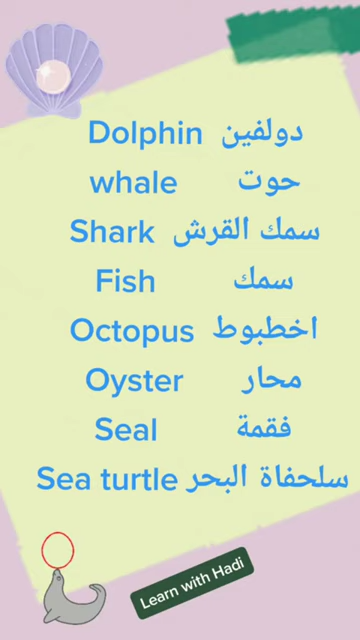 Dolphin دولفين
whale حوت
Shark سمك القرش
Fish سمك
Octopus اخطبوط
Oyster محار
Seal فقمة
Sea turtle سلحفاة البحر
Learn with Hadi